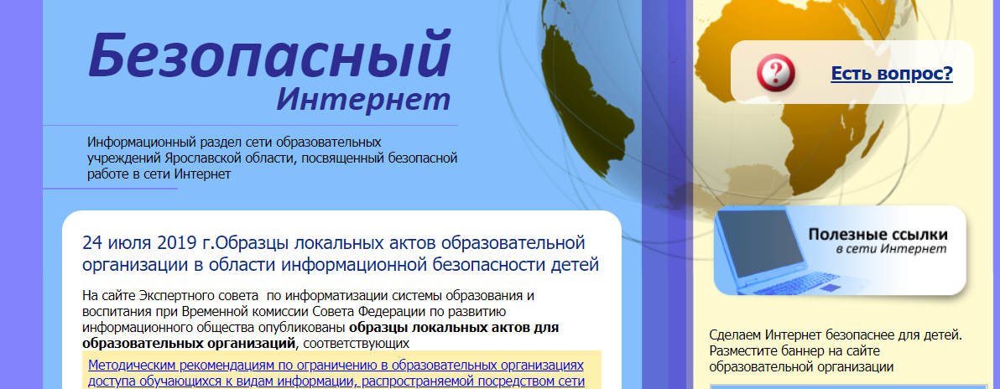 Безопасный
Интернет
Информационный раздел сети образовательных
учреждений Ярославской области, посвященный безопасной
работе в сети Интернет
24 июля 2019 г.Образцы локальных актов образовательной
организации в области информационной безопасности детей
На сайте Экспертного совета по информатизации системы образования и
воспитания при Временной комиссии Совета Федерации по развитию
информационного общества опубликованы образцы локальных актов для
образовательных организаций, соответствующих
Методическим рекомендациям по ограничению в образовательных организациях
доступа обучающихся к видам информации, распространяемой посредством сети
?
Есть вопрос?
Полезные ссылки
в сети Интернет
Сделаем Интернет безопаснее для детей.
Разместите баннер на сайте
образовательной организации